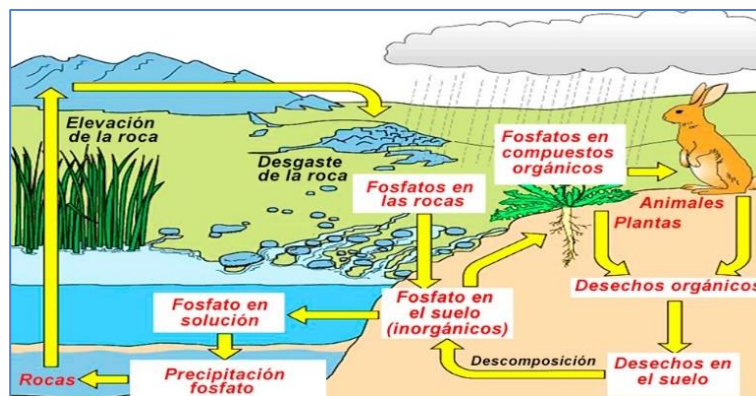 Elevación
de la roca
Desgaste
de la roca
Fosfatos en
compuestos
orgánicos
Fosfatos en
las rocas
Animales
Plantas
Desechos orgánicos
Fosfato en
solución
Fosfato en
el suelo
(inorgánicos)
Descomposición
Desechos en
el suelo
Rocas
Precipitación
fosfato